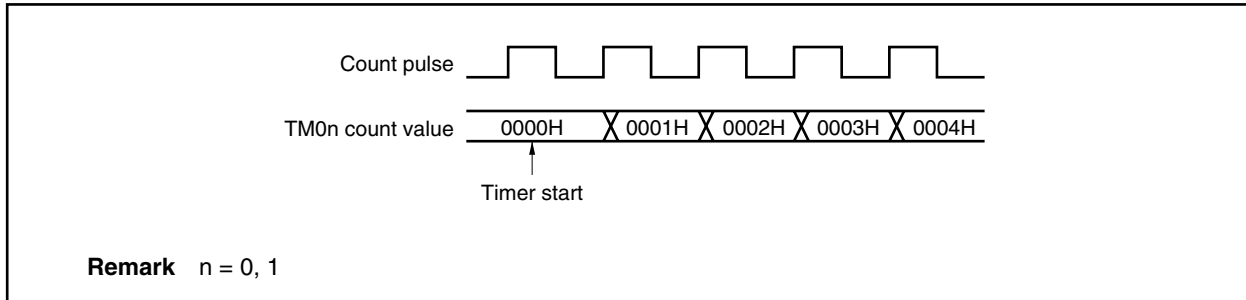 Count pulse
TM0n count value 0000H 0001H 0002H 0003H 0004H
Timer start
Remark n = 0, 1